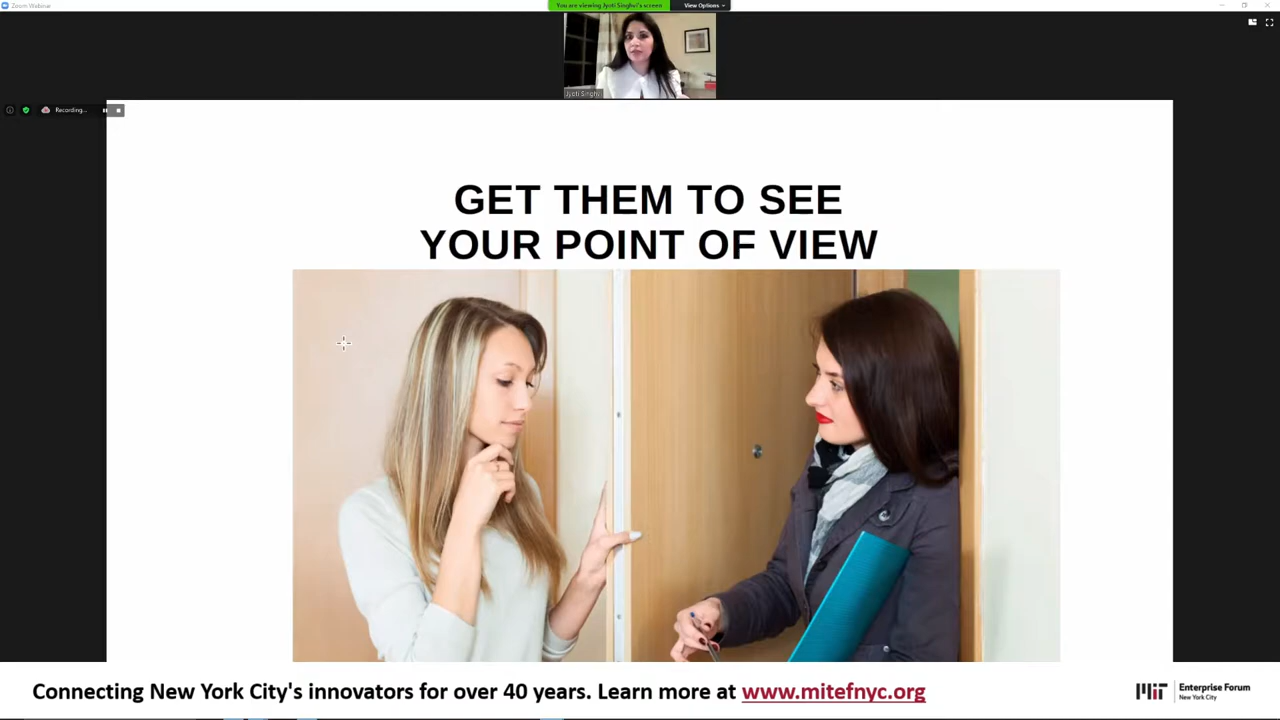 Zoom Webinar
You are viewing Jyoti Singhvi's screen
View Options
Jyoti Singhvi
Recording...
GET THEM TO SEE
YOUR POINT OF VIEW
Connecting New York City's innovators for over 40 years. Learn more at www.mitefnyc.org
MIT Enterprise Forum
New York City